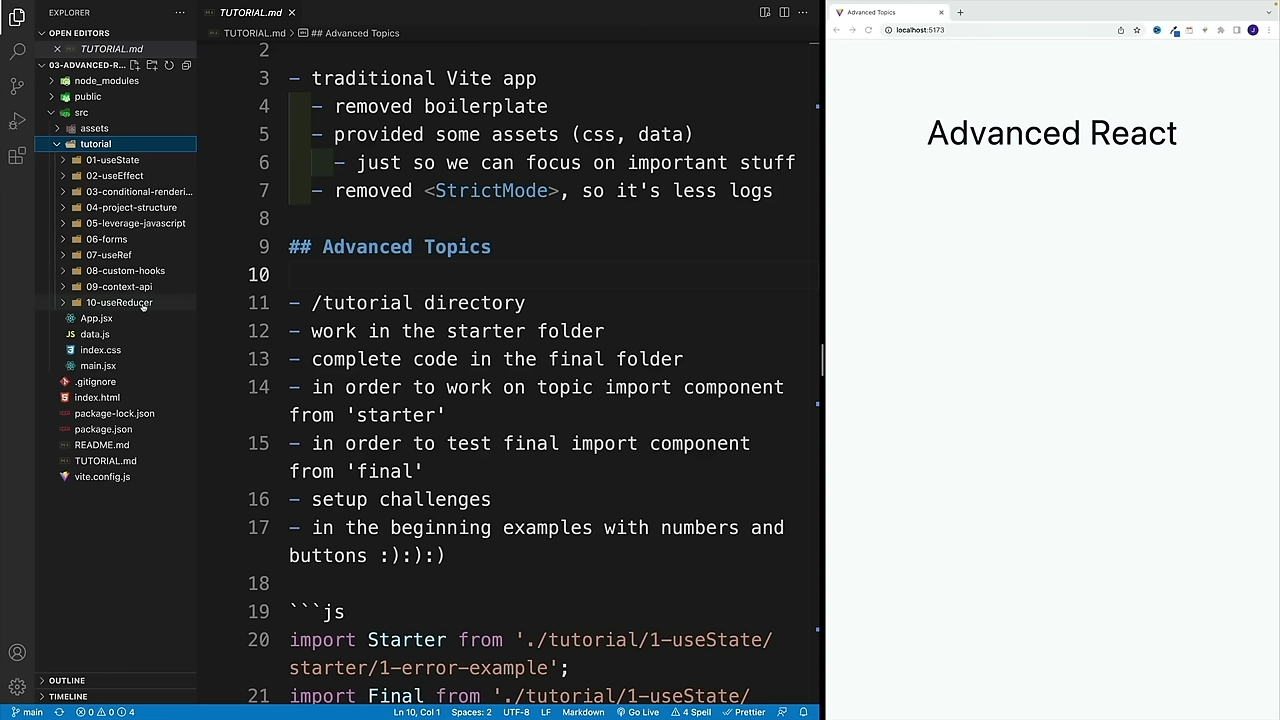 EXPLORER
OPEN EDITORS
TUTORIAL.md
03-ADVANCED-R...
node_modules
public
src
assets
tutorial
01-useState
02-useEffect
03-conditional-renderi...
04-project-structure
05-leverage-javascript
06-forms
07-useRef
08-custom-hooks
09-context-api
10-useReducer
App.jsx
JS data.js
index.css
main.jsx
.gitignore
index.html
package-lock.json
package.json
README.md
TUTORIAL.md
vite.config.js
OUTLINE
TIMELINE
TUTORIAL.md
TUTORIAL.md > ## Advanced Topics
2
3 - traditional Vite app
4 - removed boilerplate
5 - provided some assets (css, data)
6 - just so we can focus on important stuff
7 - removed <StrictMode>, so it's less logs
8
9 ## Advanced Topics
10
11 - /tutorial directory
12 - work in the starter folder
13 - complete code in the final folder
14 - in order to work on topic import component
from 'starter'
15 - in order to test final import component
from 'final'
16 - setup challenges
17 - in the beginning examples with numbers and
buttons :):):)
18
19 ```js
20 import Starter from './tutorial/1-useState/
starter/1-error-example';
21 import Final from './tutorial/1-useState/
main 0 0 4 Ln 10, Col 1 Spaces: 2 UTF-8 LF Markdown Go Live 4 Spell Prettier
Advanced Topics
localhost:5173
J
Advanced React